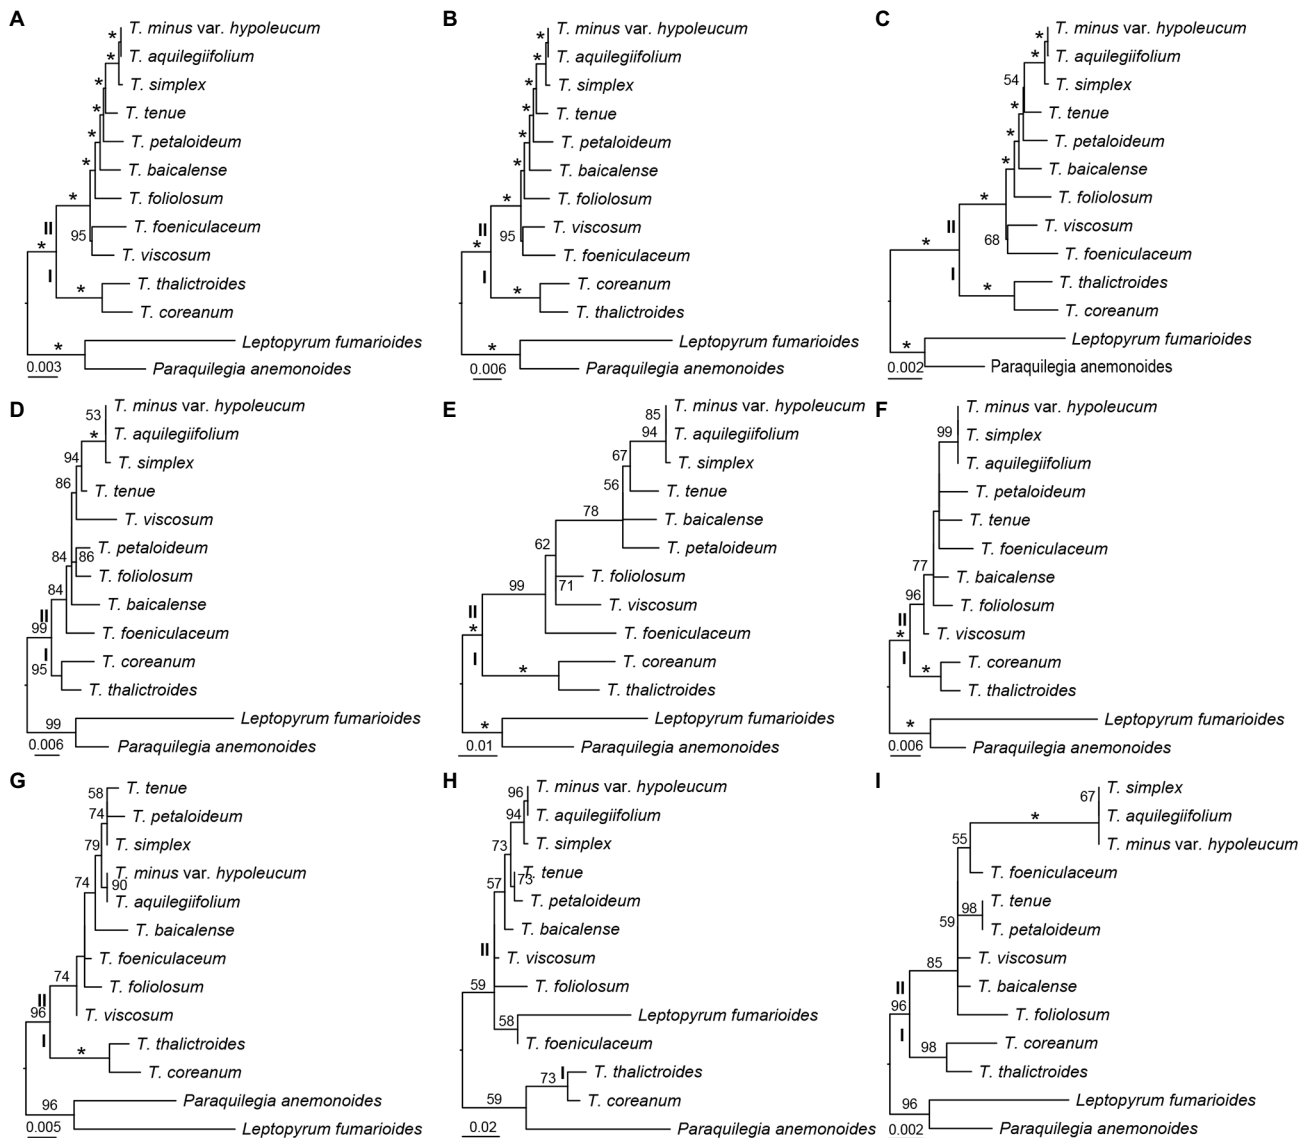 A
*
T. minus var. hypoleucum
*
T. aquilegiifolium
*
T. simplex
*
T. tenue
*
T. petaloideum
*
T. baicalense
*
T. foliolosum
II
T. foeniculaceum
*
95
T. viscosum
I
*
T. thalictroides
T. coreanum
*
Leptopyrum fumarioides
0.003
Paraquilegia anemonoides
B
*
T. minus var. hypoleucum
*
T. aquilegiifolium
*
T. simplex
*
T. tenue
*
T. petaloideum
*
T. baicalense
*
T. foliolosum
II
T. viscosum
*
95
T. foeniculaceum
I
*
T. coreanum
T. thalictroides
*
Leptopyrum fumarioides
0.006
Paraquilegia anemonoides
C
*
T. minus var. hypoleucum
*
T. aquilegiifolium
54
T. simplex
*
T. tenue
*
T. petaloideum
*
T. baicalense
*
T. foliolosum
II
T. viscosum
*
68
T. foeniculaceum
I
*
T. thalictroides
T. coreanum
*
Leptopyrum fumarioides
0.002
Paraquilegia anemonoides
D
53
T. minus var. hypoleucum
*
T. aquilegiifolium
94
T. simplex
86
T. tenue
T. viscosum
84
86
T. petaloideum
T. foliolosum
84
T. baicalense
II
99
T. foeniculaceum
I
95
T. coreanum
T. thalictroides
99
Leptopyrum fumarioides
0.006
Paraquilegia anemonoides
E
85
T. minus var. hypoleucum
94
T. aquilegiifolium
67
T. simplex
56
T. tenue
78
T. baicalense
62
T. petaloideum
71
T. foliolosum
99
T. viscosum
II
*
T. foeniculaceum
I
*
T. coreanum
T. thalictroides
*
Leptopyrum fumarioides
0.01
Paraquilegia anemonoides
F
T. minus var. hypoleucum
99
T. simplex
T. aquilegiifolium
T. petaloideum
T. tenue
T. foeniculaceum
77
T. baicalense
96
T. foliolosum
II
*
T. viscosum
I
*
T. coreanum
T. thalictroides
*
Leptopyrum fumarioides
0.006
Paraquilegia anemonoides
G
58
T. tenue
74
T. petaloideum
79
T. simplex
74
90
T. minus var. hypoleucum
T. aquilegiifolium
T. baicalense
T. foeniculaceum
74
T. foliolosum
II
96
T. viscosum
I
*
T. thalictroides
T. coreanum
96
Paraquilegia anemonoides
0.005
Leptopyrum fumarioides
H
96
T. minus var. hypoleucum
94
T. aquilegiifolium
73
T. simplex
57
73
T. tenue
T. petaloideum
T. baicalense
II
T. viscosum
59
T. foliolosum
58
Leptopyrum fumarioides
T. foeniculaceum
73
I
T. thalictroides
59
T. coreanum
0.02
Paraquilegia anemonoides
I
67
T. simplex
*
T. aquilegiifolium
55
T. minus var. hypoleucum
T. foeniculaceum
59
98
T. tenue
T. petaloideum
85
T. viscosum
II
T. baicalense
96
T. foliolosum
I
98
T. coreanum
T. thalictroides
96
Leptopyrum fumarioides
0.002
Paraquilegia anemonoides